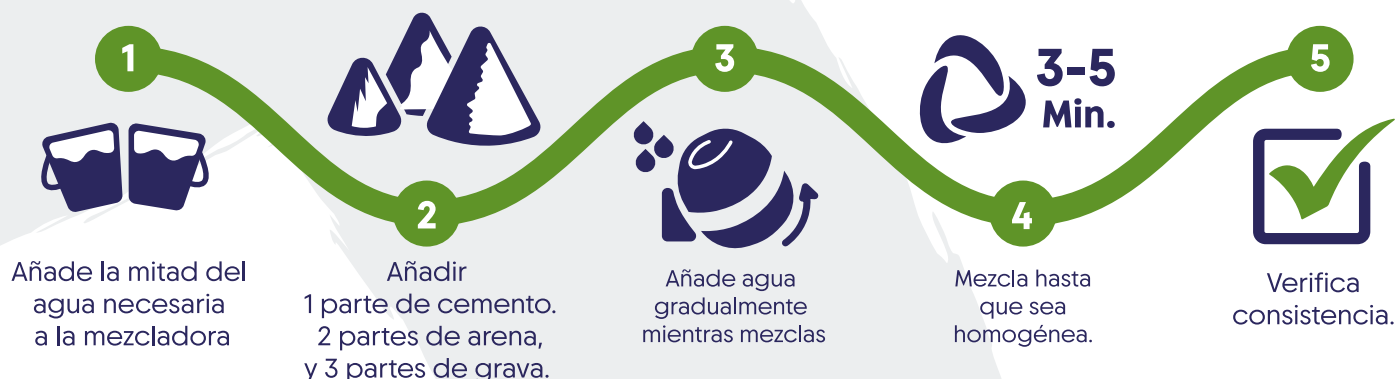 1
Añade la mitad del
agua necesaria
a la mezcladora
2
Añadir
1 parte de cemento.
2 partes de arena,
y 3 partes de grava.
3
Añade agua
gradualmente
mientras mezclas
3-5
Min.
4
Mezcla hasta
que sea
homogénea.
5
Verifica
consistencia.